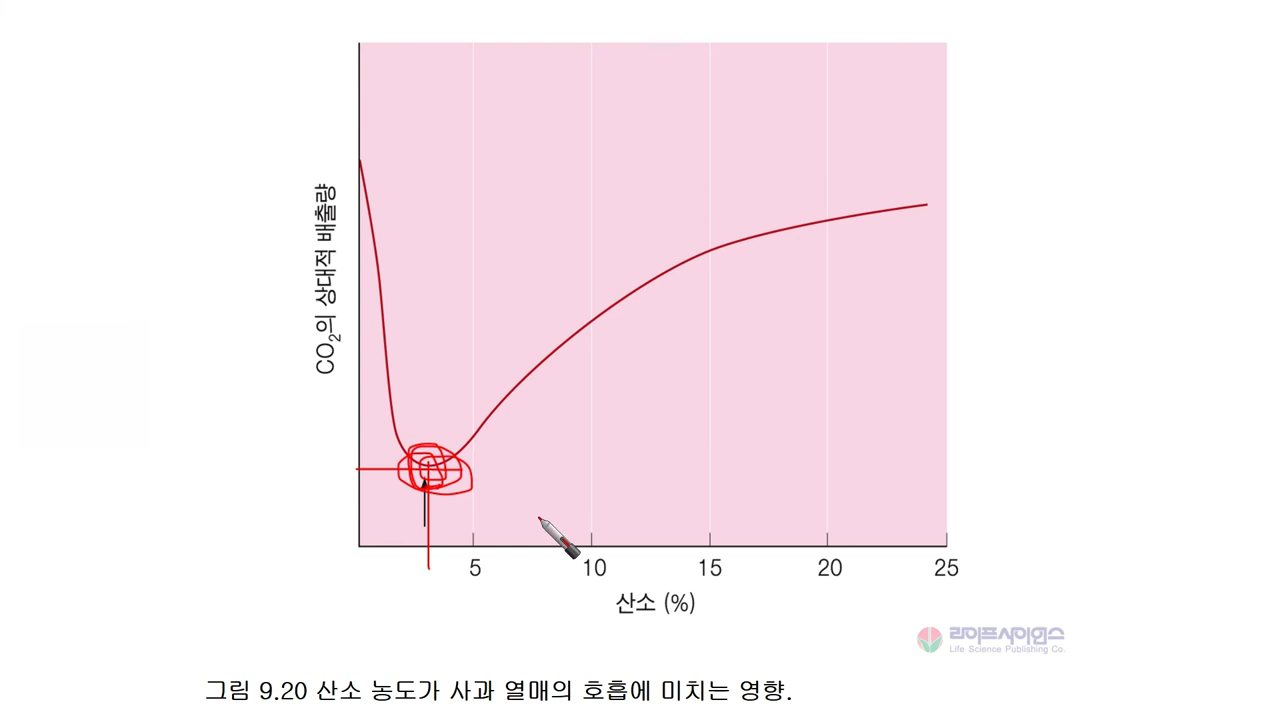 CO2의 상대적 배출량
5 10 15 20 25
산소 (%)
라이프사이언스
Life Science Publishing Co.
그림 9.20 산소 농도가 사과 열매의 호흡에 미치는 영향.